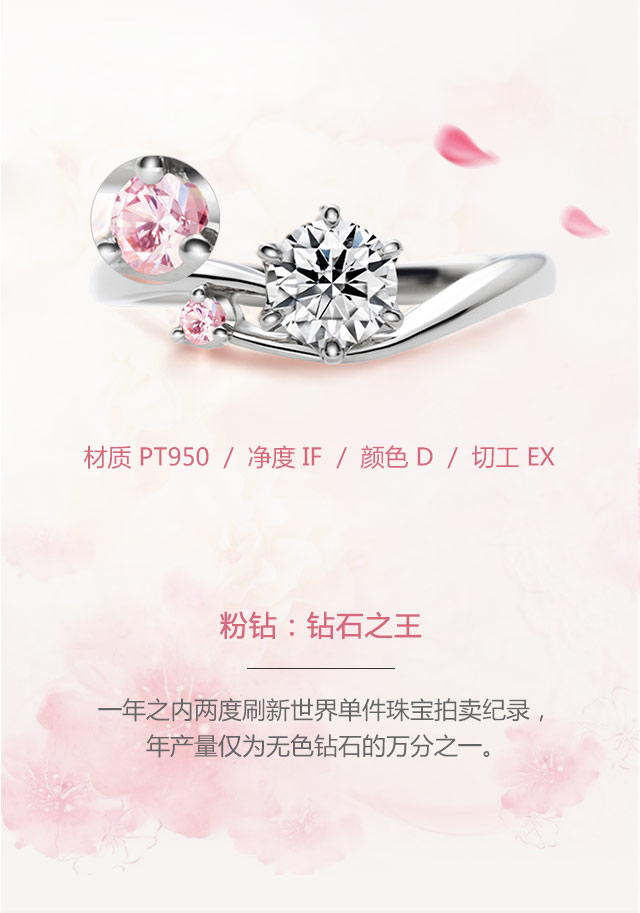 材质 PT950 / 净度 IF / 颜色 D / 切工 EX
粉钻：钻石之王
一年之内两度刷新世界单件珠宝拍卖纪录，
年产量仅为无色钻石的万分之一。